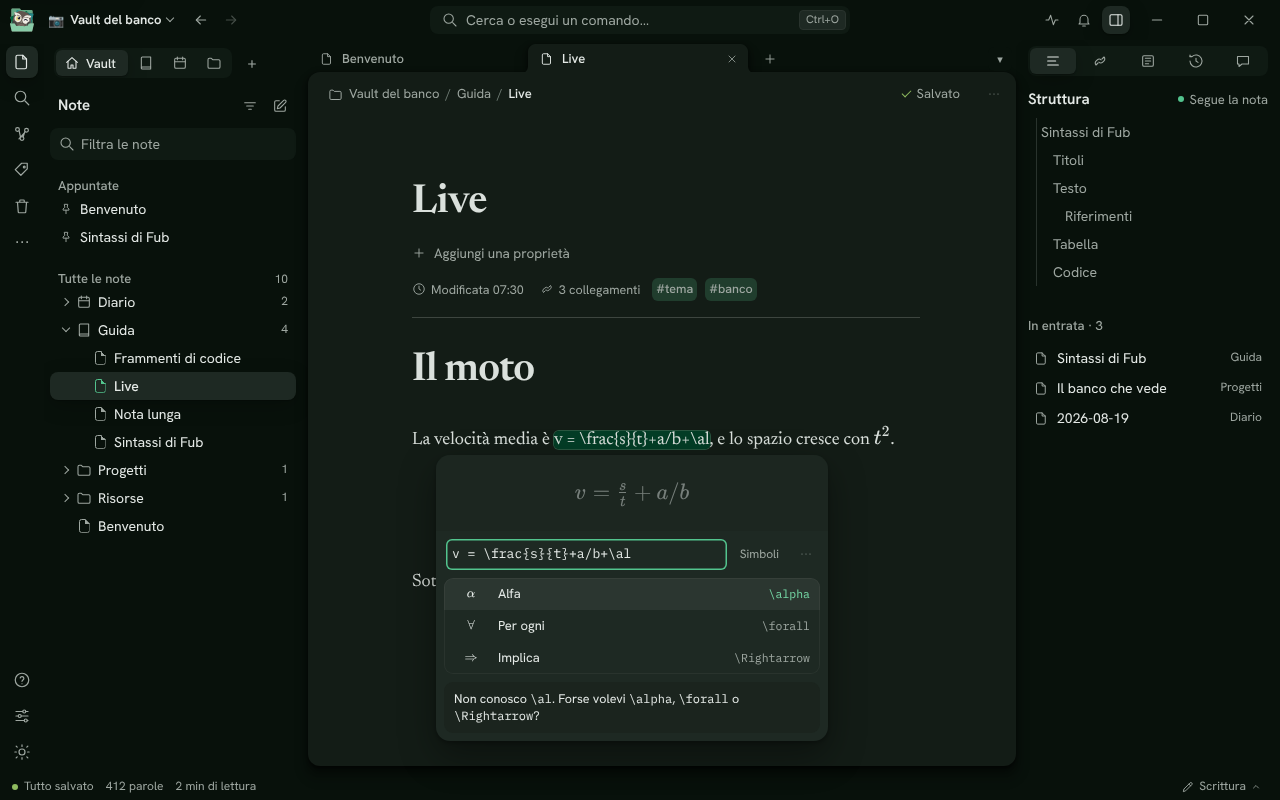 Vault del banco
Cerca o esegui un comando...
Ctrl+O
Vault
Benvenuto
Live
Note
Filtra le note
Appuntate
Benvenuto
Sintassi di Fub
Tutte le note 10
Diario 2
Guida 4
Frammenti di codice
Live
Nota lunga
Sintassi di Fub
Progetti 1
Risorse 1
Benvenuto
Vault del banco / Guida / Live
Salvato
Live
Aggiungi una proprietà
Modificata 07:30 3 collegamenti #tema #banco
Il moto
La velocità media è v = \frac{s}{t}+a/b+\al, e lo spazio cresce con t².
v = s/t + a/b
v = \frac{s}{t}+a/b+\al
Simboli
Sot
α Alfa \alpha
∀ Per ogni \forall
⇒ Implica \Rightarrow
Non conosco \al. Forse volevi \alpha, \forall o
\Rightarrow?
Struttura
Segue la nota
Sintassi di Fub
Titoli
Testo
Riferimenti
Tabella
Codice
In entrata · 3
Sintassi di Fub Guida
Il banco che vede Progetti
2026-08-19 Diario
Tutto salvato 412 parole 2 min di lettura
Scrittura